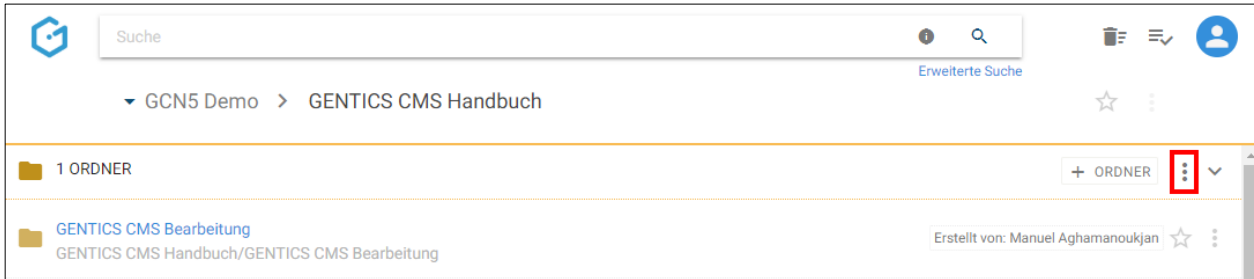 Suche
Erweiterte Suche
GCN5 Demo > GENTICS CMS Handbuch
1 ORDNER
+ ORDNER
GENTICS CMS Bearbeitung
GENTICS CMS Handbuch/GENTICS CMS Bearbeitung
Erstellt von: Manuel Aghamanoukjan